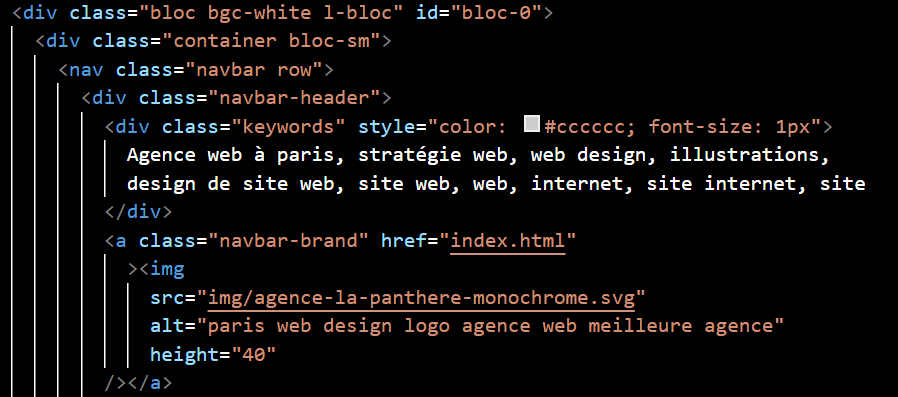 <div class="bloc bgc-white l-bloc" id="bloc-0">
<div class="container bloc-sm">
<nav class="navbar row">
<div class="navbar-header">
<div class="keywords" style="color: #cccccc; font-size: 1px">
Agence web à paris, stratégie web, web design, illustrations,
design de site web, site web, web, internet, site internet, site
</div>
<a class="navbar-brand" href="index.html"
><img
src="img/agence-la-panthere-monochrome.svg"
alt="paris web design logo agence web meilleure agence"
height="40"
/></a>